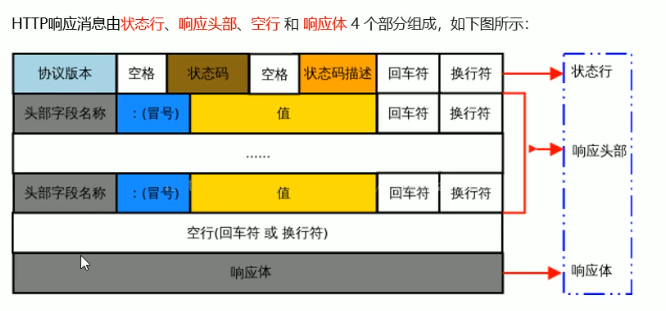 HTTP响应消息由状态行、响应头部、空行 和 响应体 4 个部分组成，如下图所示：
协议版本 空格 状态码 空格 状态码描述 回车符 换行符 状态行
头部字段名称 ：(冒号) 值 回车符 换行符
...... 响应头部
头部字段名称 ：(冒号) 值 回车符 换行符
空行(回车符 或 换行符)
响应体 响应体